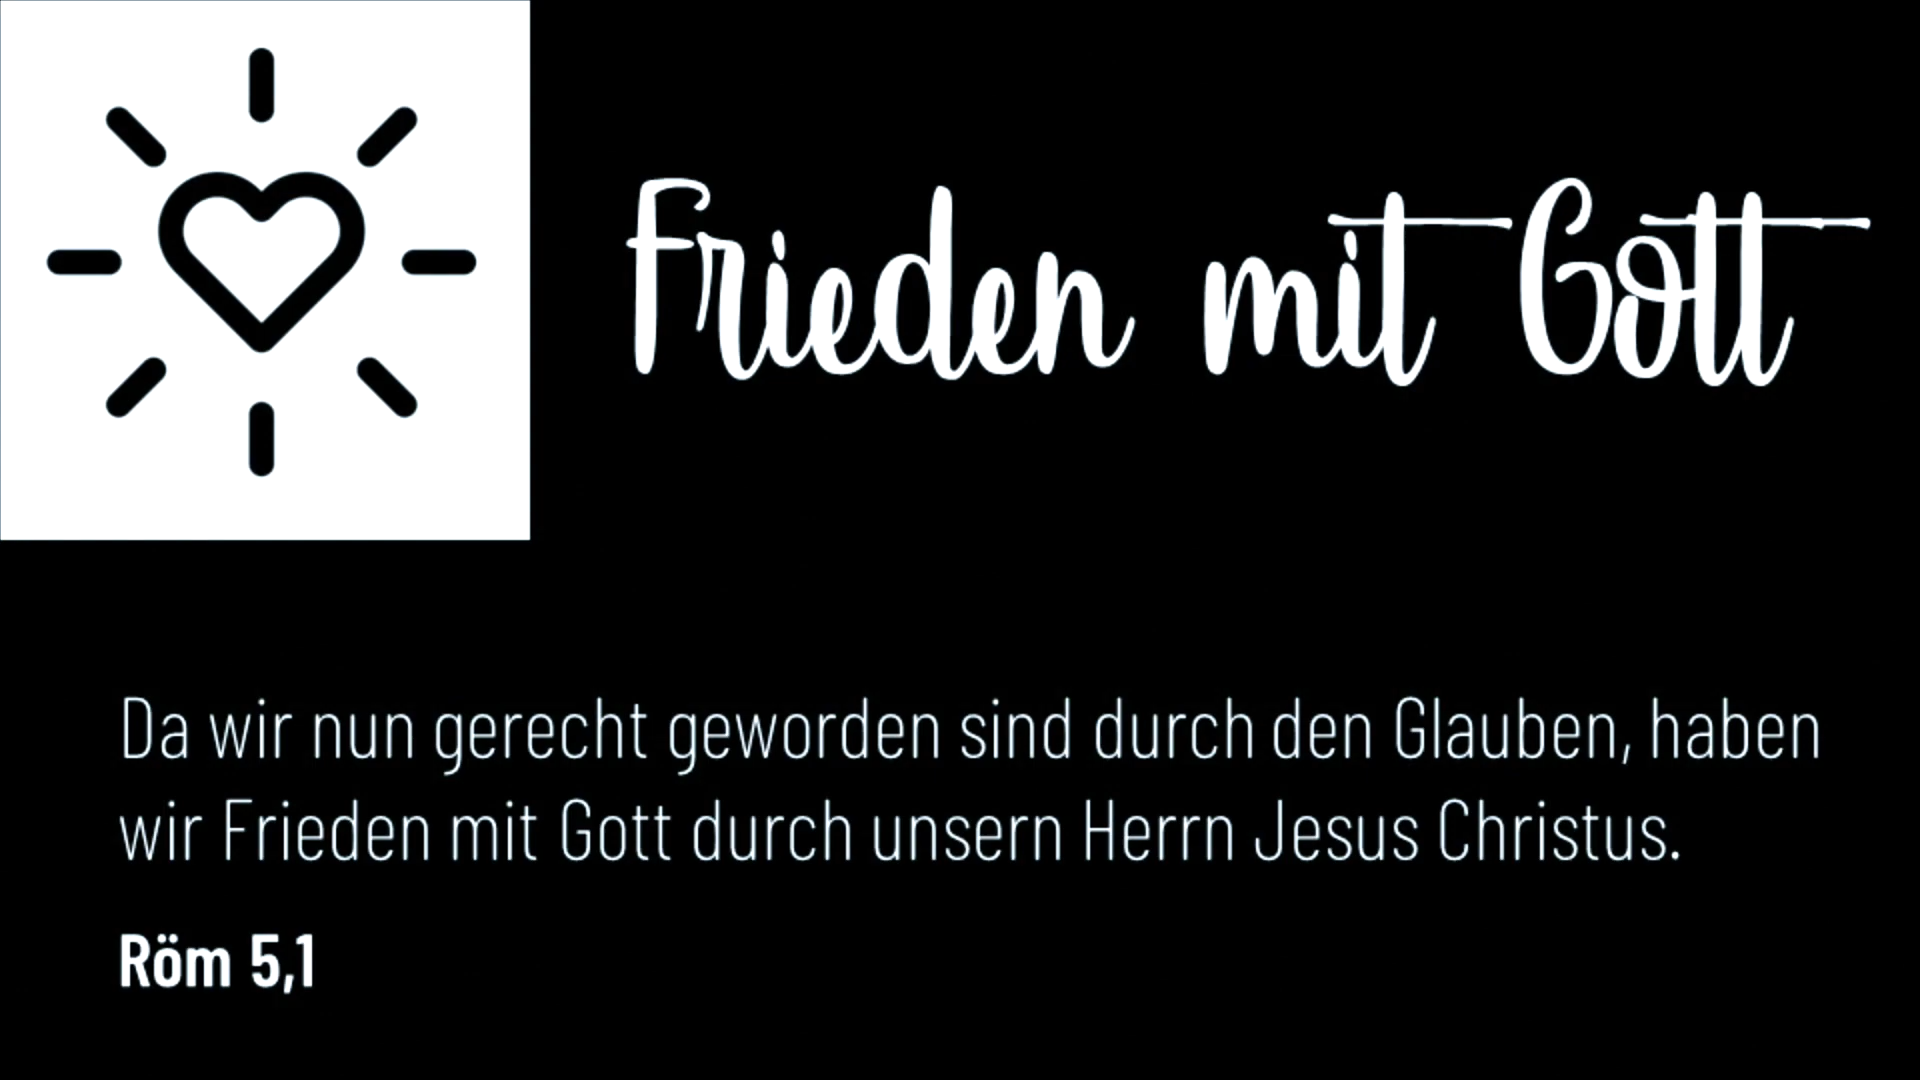 Frieden mit Gott
Da wir nun gerecht geworden sind durch den Glauben, haben
wir Frieden mit Gott durch unsern Herrn Jesus Christus.
Röm 5,1